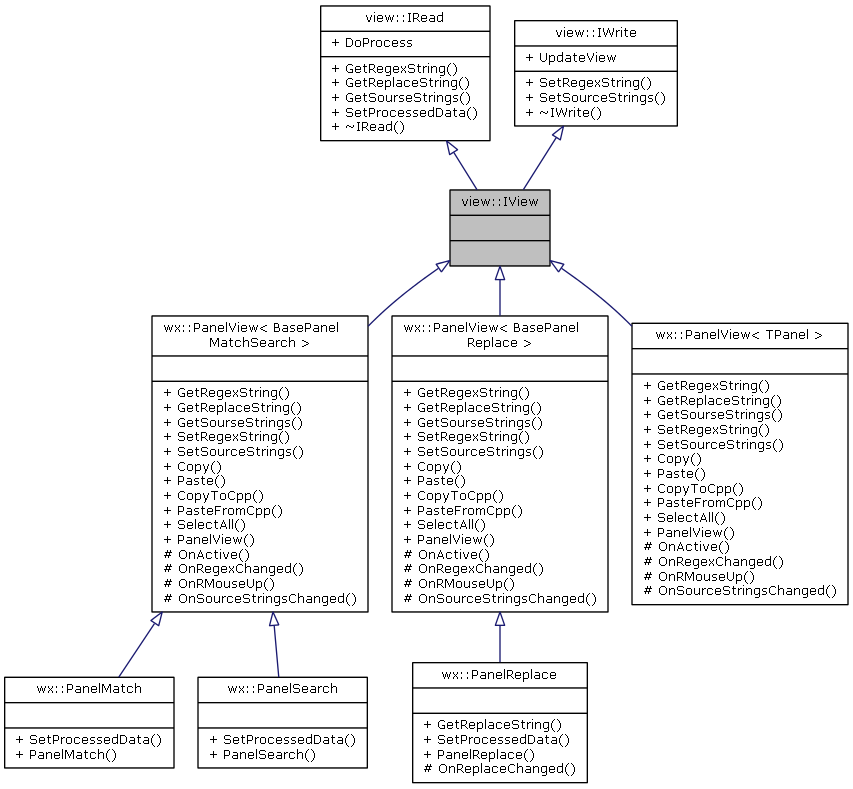 view::IRead
+ DoProcess
+ GetRegexString()
+ GetReplaceString()
+ GetSourseStrings()
+ SetProcessedData()
+ ~IRead()
view::IWrite
+ UpdateView
+ SetRegexString()
+ SetSourceStrings()
+ ~IWrite()
view::IView
wx::PanelView< BasePanel
MatchSearch >
+ GetRegexString()
+ GetReplaceString()
+ GetSourseStrings()
+ SetRegexString()
+ SetSourceStrings()
+ Copy()
+ Paste()
+ CopyToCpp()
+ PasteFromCpp()
+ SelectAll()
+ PanelView()
# OnActive()
# OnRegexChanged()
# OnRMouseUp()
# OnSourceStringsChanged()
wx::PanelView< BasePanel
Replace >
+ GetRegexString()
+ GetReplaceString()
+ GetSourseStrings()
+ SetRegexString()
+ SetSourceStrings()
+ Copy()
+ Paste()
+ CopyToCpp()
+ PasteFromCpp()
+ SelectAll()
+ PanelView()
# OnActive()
# OnRegexChanged()
# OnRMouseUp()
# OnSourceStringsChanged()
wx::PanelView< TPanel >
+ GetRegexString()
+ GetReplaceString()
+ GetSourseStrings()
+ SetRegexString()
+ SetSourceStrings()
+ Copy()
+ Paste()
+ CopyToCpp()
+ PasteFromCpp()
+ SelectAll()
+ PanelView()
# OnActive()
# OnRegexChanged()
# OnRMouseUp()
# OnSourceStringsChanged()
wx::PanelMatch
+ SetProcessedData()
+ PanelMatch()
wx::PanelSearch
+ SetProcessedData()
+ PanelSearch()
wx::PanelReplace
+ GetReplaceString()
+ SetProcessedData()
+ PanelReplace()
# OnReplaceChanged()